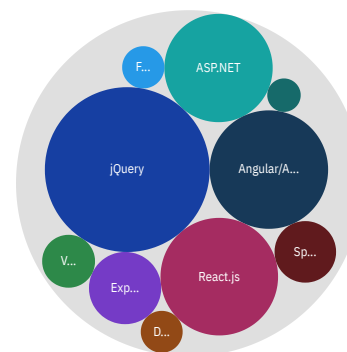 F...
ASP.NET
jQuery
Angular/A...
V...
Exp...
React.js
Sp...
D...